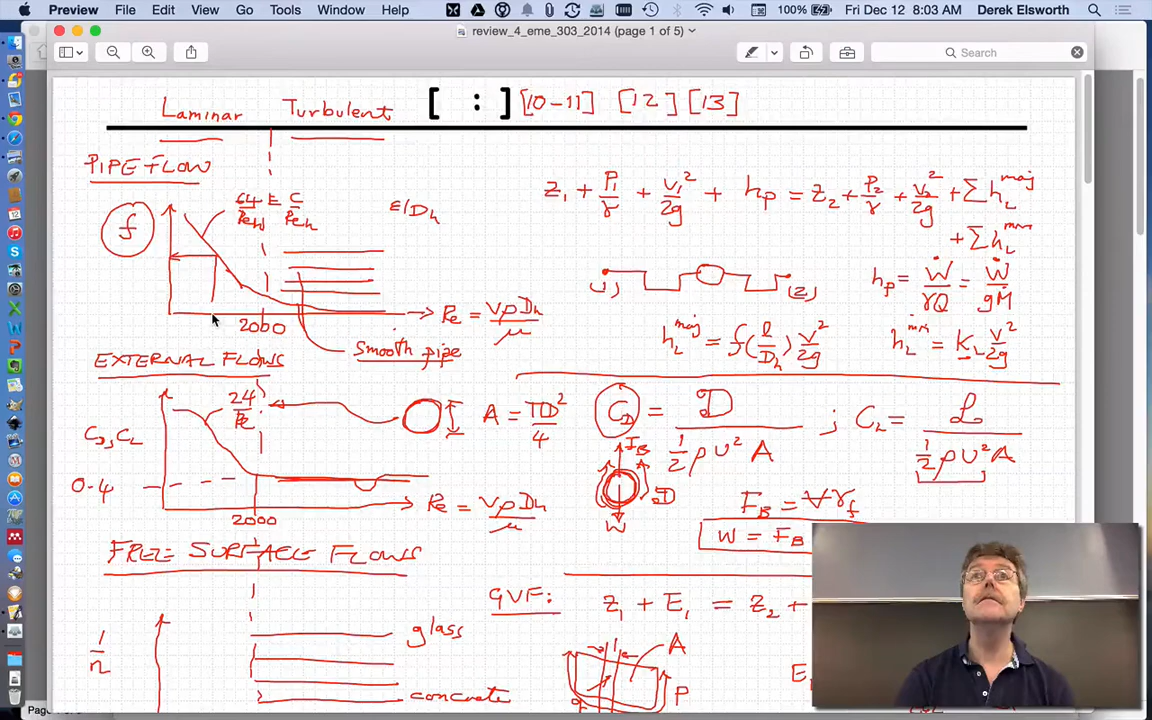 Preview File Edit View Go Tools Window Help
100% Fri Dec 12 8:03 AM Derek Elsworth
review_4_eme_303_2014 (page 1 of 5)
Search
Laminar Turbulent [ : ] [10-11] [12] [13]
PIPE FLOW
f
64/Re_H ≡ C/Re_h
ε/D_h
2000
Re = VρD_h/μ
Smooth pipe
z₁ + P₁/γ + v₁²/2g + h_p = z₂ + P₂/γ + v₂²/2g + Σh_L^maj
+ Σh_L^min
(1) (2)
h_p = Ẇ/γQ = Ẇ/gṀ
h_L^maj = f(l/D_h) v²/2g
h_L^min = K_L v²/2g
EXTERNAL FLOWS
C_D, C_L
24/Re
A = πD²/4
0.4
2000
Re = VρD_h/μ
C_D = D / ½ρU²A ; C_L = L / ½ρU²A
F_B
D
W
F_B = ∀γ_f
W = F_B
FREE SURFACE FLOWS
1/n
glass
concrete
GVF: z₁ + E₁ = z₂ +
A
P
Page